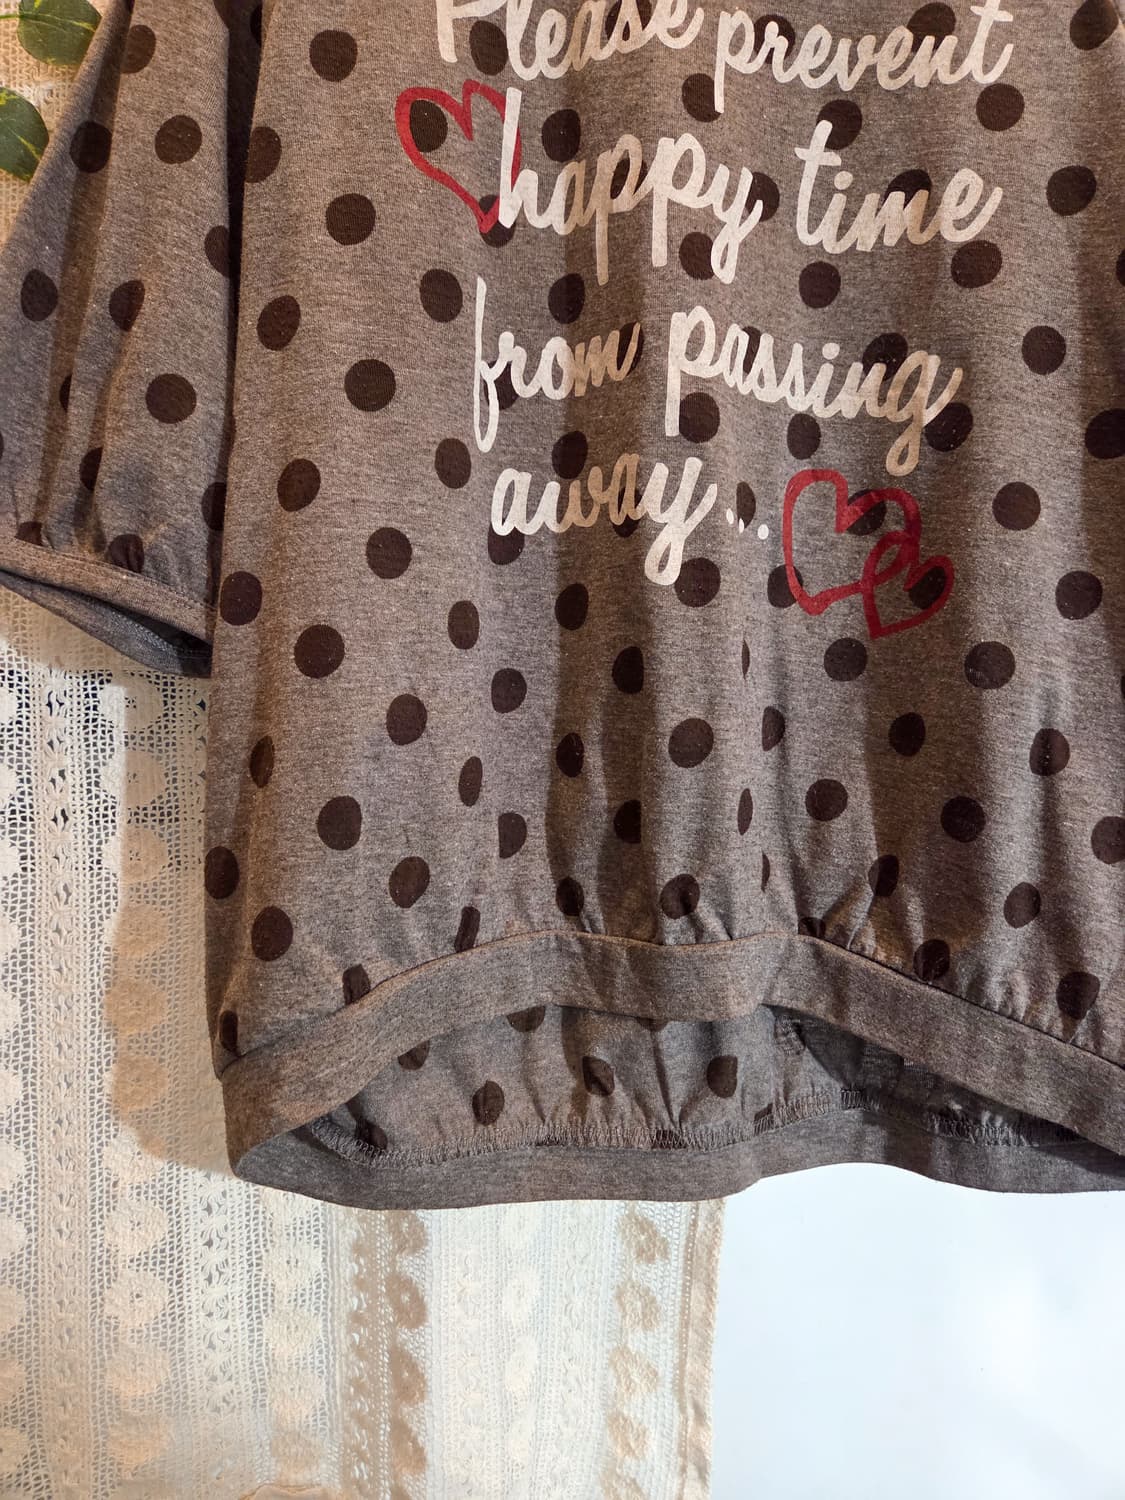 Please prevent
happy time
from passing
away...